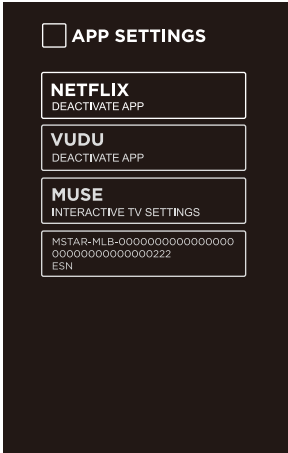 APP SETTINGS
NETFLIX
DEACTIVATE APP
VUDU
DEACTIVATE APP
MUSE
INTERACTIVE TV SETTINGS
MSTAR-MLB-0000000000000000
00000000000000222
ESN